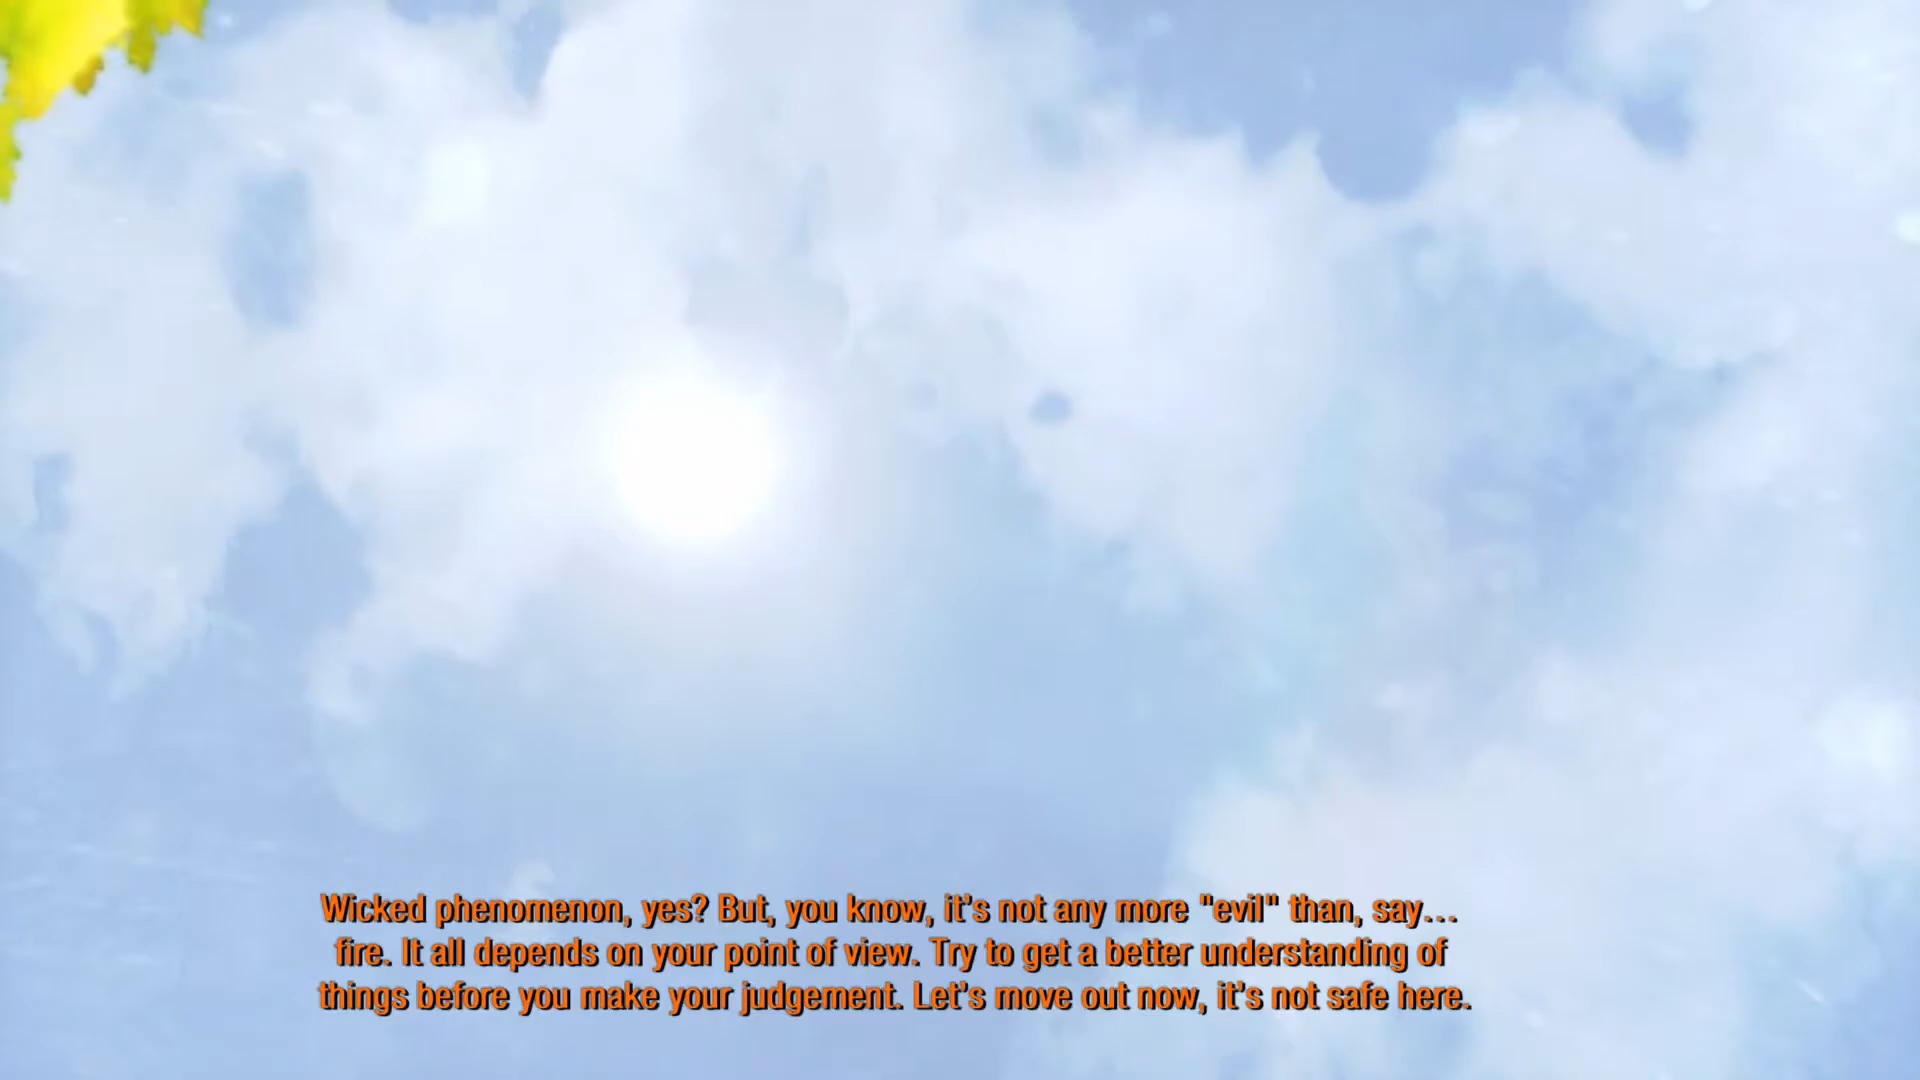 Wicked phenomenon, yes? But, you know, it's not any more "evil" than, say...
fire. It all depends on your point of view. Try to get a better understanding of
things before you make your judgement. Let's move out now, it's not safe here.